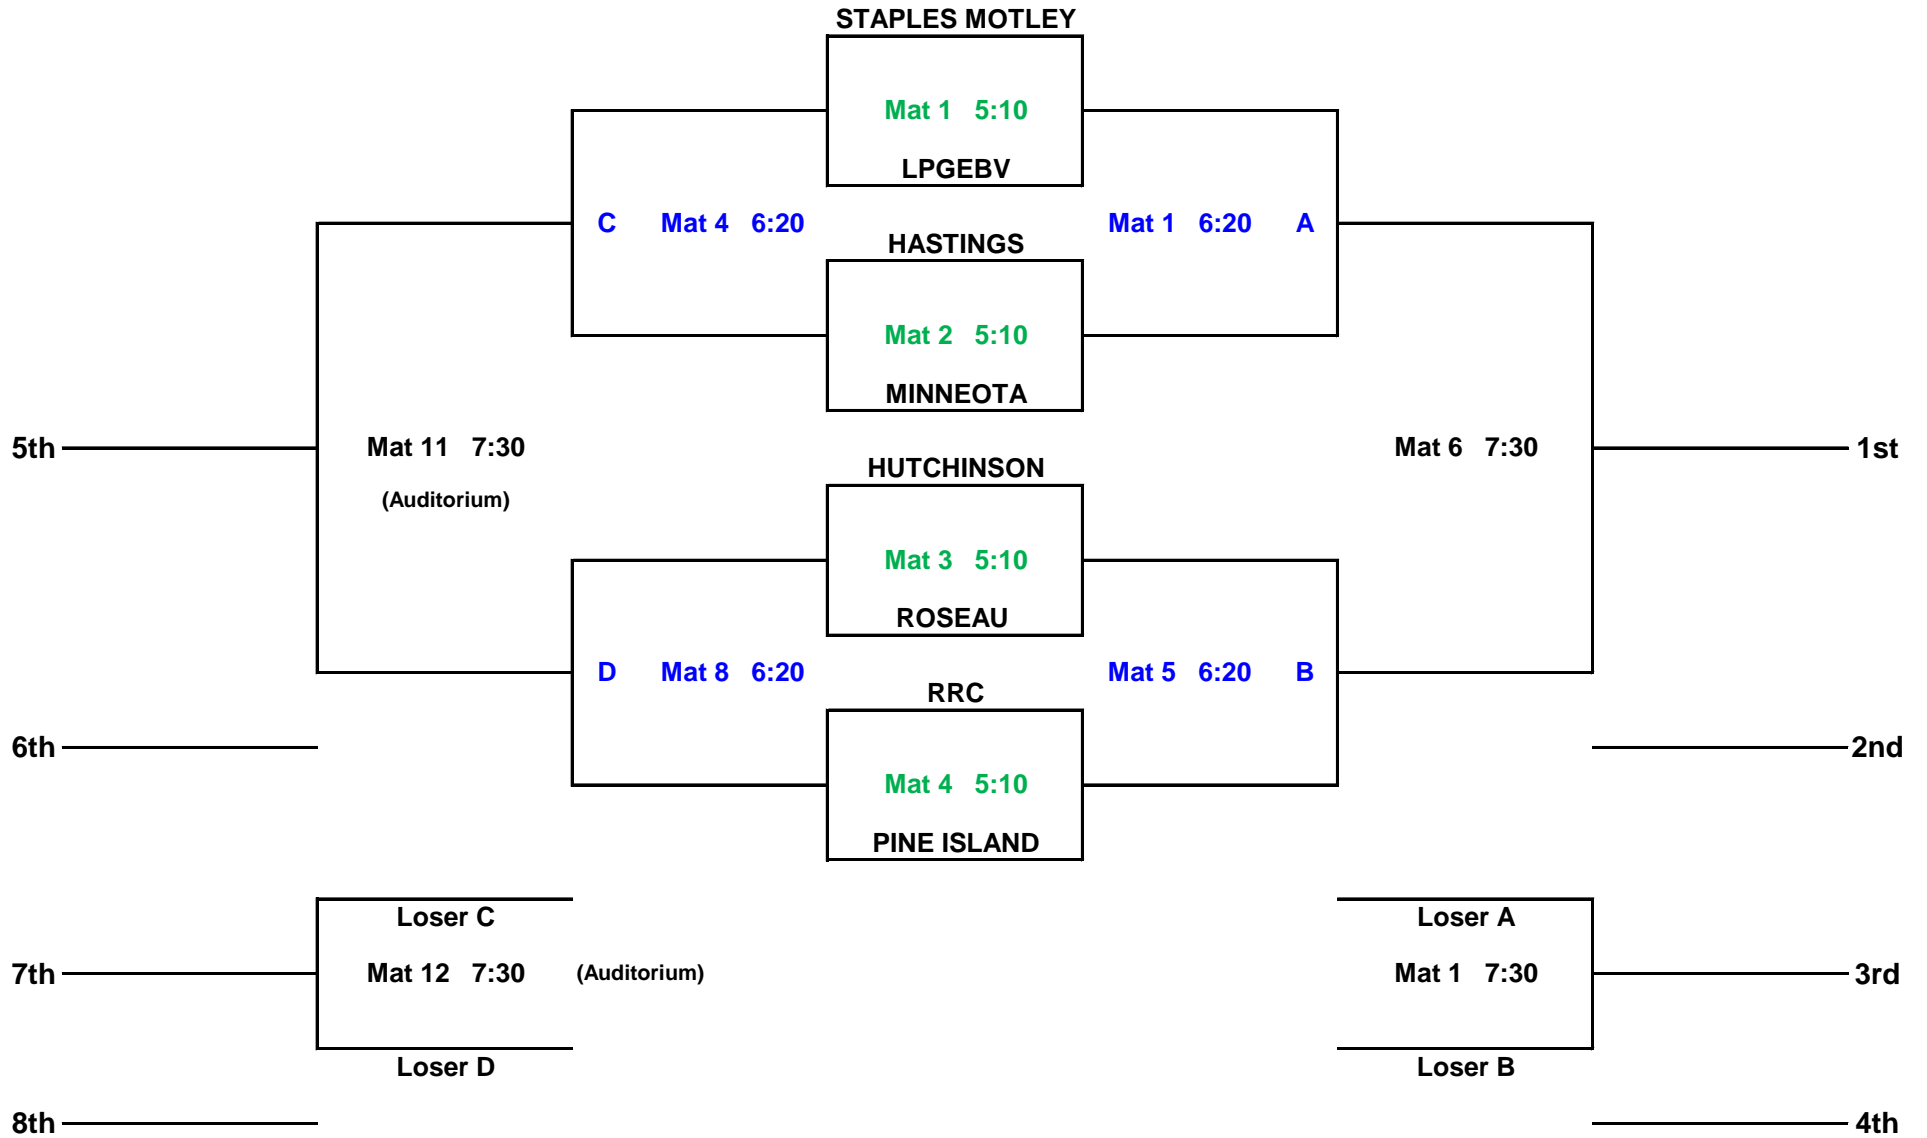 STAPLES MOTLEY
Mat 1 5:10
LPGEBV
C Mat 4 6:20 Mat 1 6:20 A
HASTINGS
Mat 2 5:10
MINNEOTA
5th Mat 11 7:30 Mat 6 7:30 1st
HUTCHINSON
(Auditorium)
Mat 3 5:10
ROSEAU
D Mat 8 6:20 Mat 5 6:20 B
RRC
6th 2nd
Mat 4 5:10
PINE ISLAND
Loser C Loser A
7th Mat 12 7:30 (Auditorium) Mat 1 7:30 3rd
Loser D Loser B
8th 4th